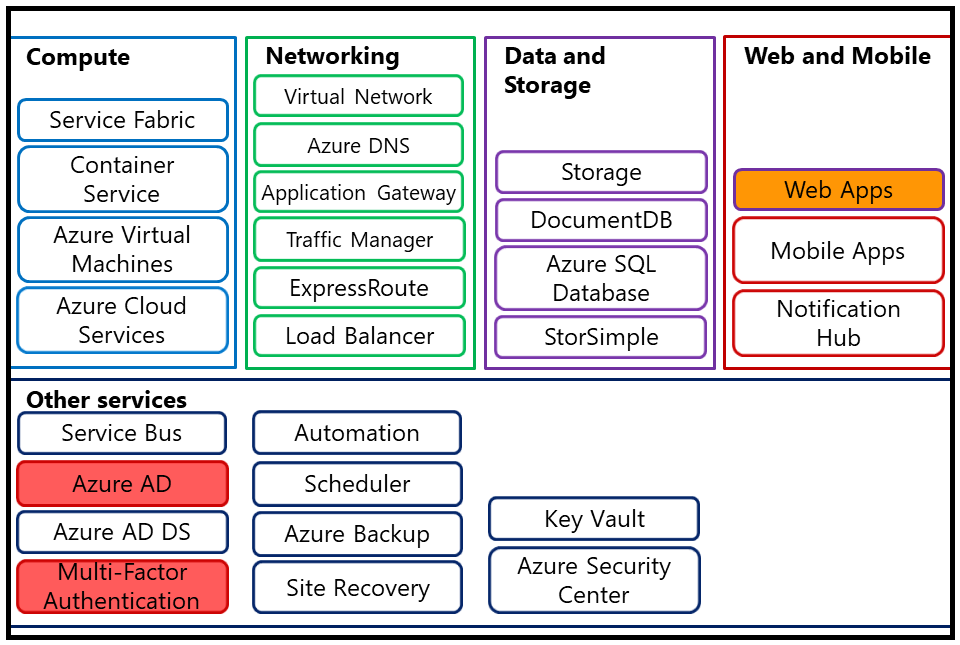 Compute
Service Fabric
Container
Service
Azure Virtual
Machines
Azure Cloud
Services
Networking
Virtual Network
Azure DNS
Application Gateway
Traffic Manager
ExpressRoute
Load Balancer
Data and
Storage
Storage
DocumentDB
Azure SQL
Database
StorSimple
Web and Mobile
Web Apps
Mobile Apps
Notification
Hub
Other services
Service Bus
Azure AD
Azure AD DS
Multi-Factor
Authentication
Automation
Scheduler
Azure Backup
Site Recovery
Key Vault
Azure Security
Center